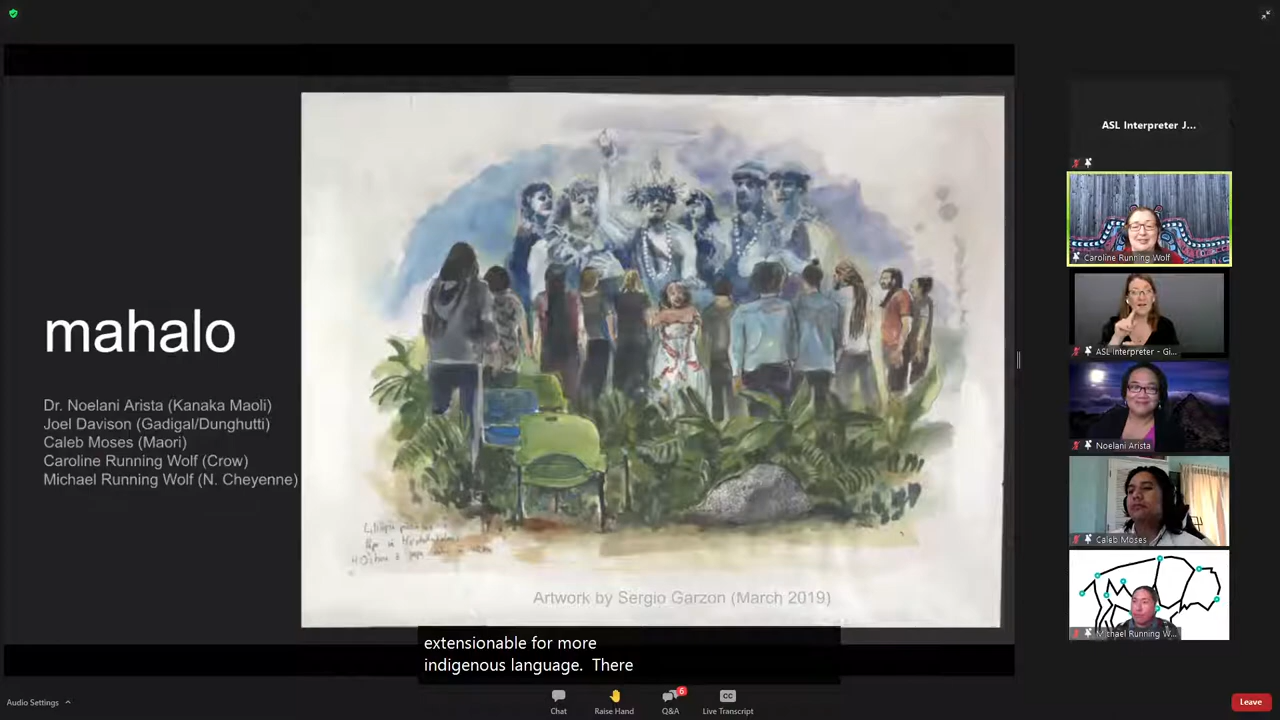 mahalo
Dr. Noelani Arista (Kanaka Maoli)
Joel Davison (Gadigal/Dunghutti)
Caleb Moses (Maori)
Caroline Running Wolf (Crow)
Michael Running Wolf (N. Cheyenne)
Artwork by Sergio Garzon (March 2019)
extensionable for more
indigenous language.  There
ASL Interpreter J...
Caroline Running Wolf
ASL Interpreter - Gi...
Noelani Arista
Caleb Moses
Michael Running W...
Audio Settings
Chat
Raise Hand
6
Q&A
CC
Live Transcript
Leave